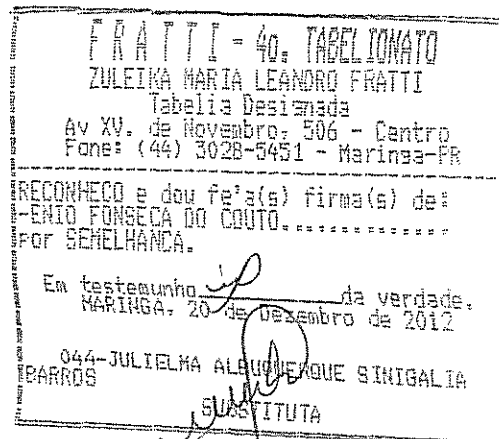 FRATTI - 4o. TABELIONATO
ZULEIKA MARIA LEANDRO FRATTI
Tabelia Designada
Av XV. de Novembro, 506 - Centro
Fone: (44) 3028-5451 - Maringa-PR
RECONHECO e dou fe'a(s) firma(s) de:
-ENIO FONSECA DO COUTO.............
por SEMELHANCA.
Em testemunho da verdade.
MARINGA, 20 de Dezembro de 2012
044-JULIELMA ALBUQUERQUE SINIGALIA
BARROS
SUBSTITUTA